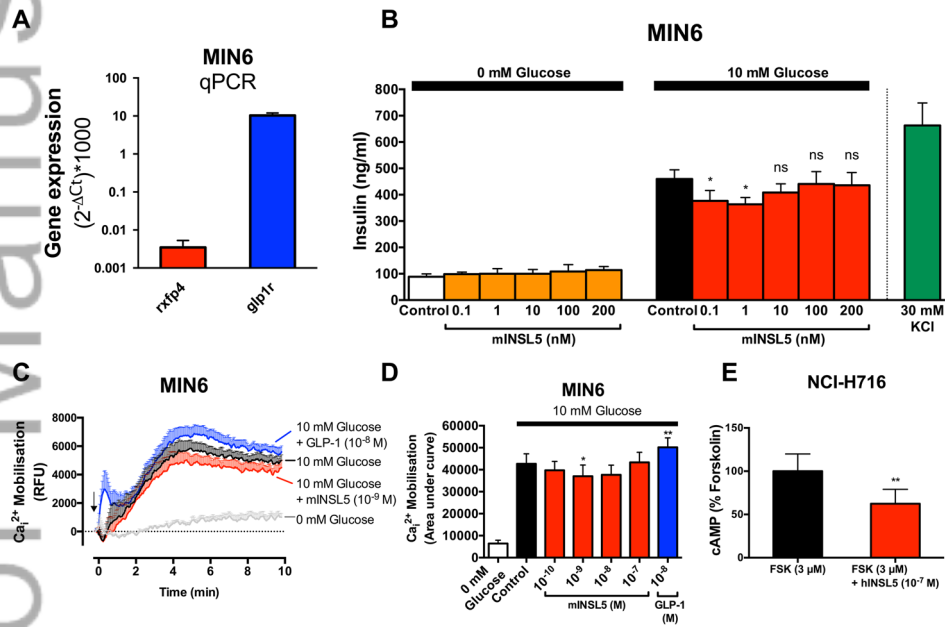 A
MIN6
qPCR
Gene expression
(2-ΔCt)*1000
100
10
1
0.1
0.01
0.001
rxfp4
glp1r
B
MIN6
0 mM Glucose
10 mM Glucose
Insulin (ng/ml)
800
700
600
500
400
300
200
100
0
* * ns ns ns
Control 0.1 1 10 100 200
mINSL5 (nM)
Control 0.1 1 10 100 200
mINSL5 (nM)
30 mM
KCl
C
MIN6
Cai2+ Mobilisation
(RFU)
8000
6000
4000
2000
0
0 2 4 6 8 10
Time (min)
10 mM Glucose
+ GLP-1 (10-8 M)
10 mM Glucose
10 mM Glucose
+ mINSL5 (10-9 M)
0 mM Glucose
D
MIN6
10 mM Glucose
Cai2+ Mobilisation
(Area under curve)
60000
50000
40000
30000
20000
10000
0
*
**
0 mM
Glucose
Control
10-10
10-9
10-8
10-7
10-8
mINSL5 (M)
GLP-1
(M)
E
NCI-H716
cAMP (% Forskolin)
150
100
50
0
**
FSK (3 µM)
FSK (3 µM)
+ hINSL5 (10-7 M)